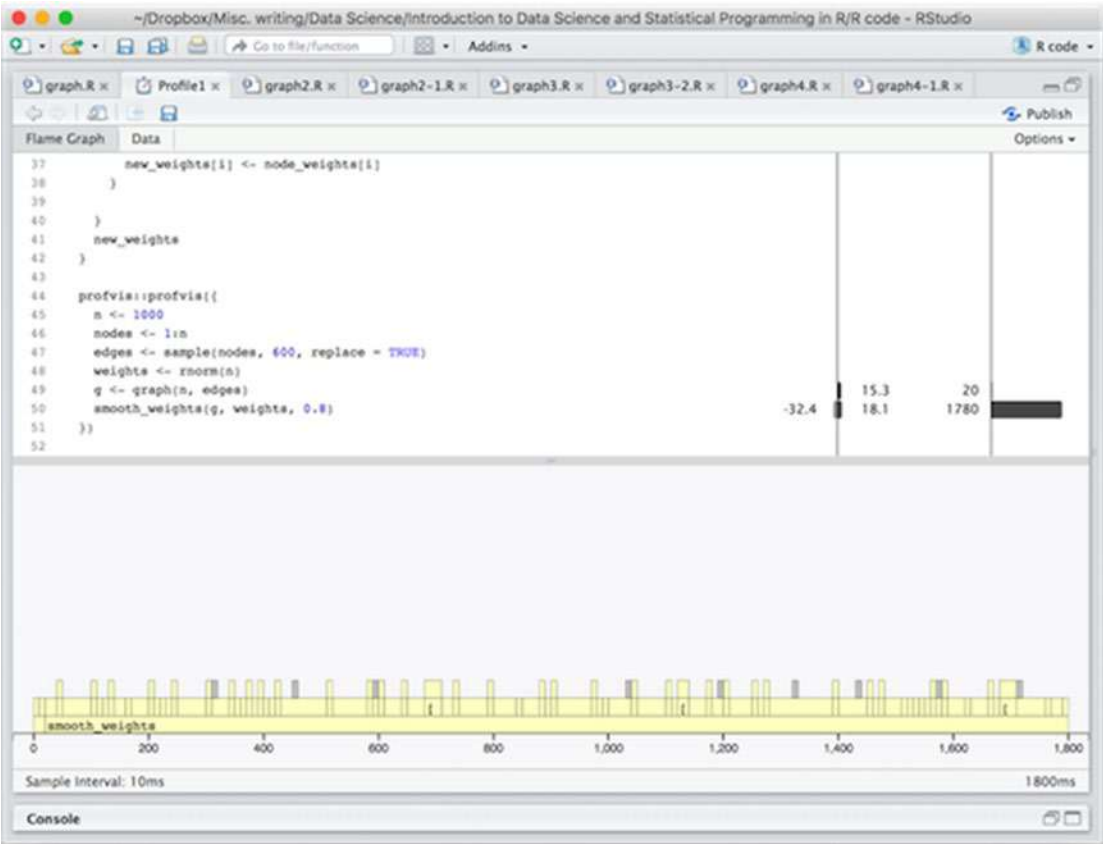 ~/Dropbox/Misc. writing/Data Science/Introduction to Data Science and Statistical Programming in R/R code - RStudio
Go to file/function Addins R code
graph.R Profile1 graph2.R graph2-1.R graph3.R graph3-2.R graph4.R graph4-1.R
Publish
Flame Graph Data Options
37 new_weights[i] <- node_weights[i]
38 }
39
40 }
41 new_weights
42 }
43
44 profvis::profvis({
45 n <- 1000
46 nodes <- 1:n
47 edges <- sample(nodes, 600, replace = TRUE)
48 weights <- rnorm(n)
49 g <- graph(n, edges) 15.3 20
50 smooth_weights(g, weights, 0.8) -32.4 18.1 1780
51 })
52
[ [ [
smooth_weights
0 200 400 600 800 1,000 1,200 1,400 1,600 1,800
Sample Interval: 10ms 1800ms
Console